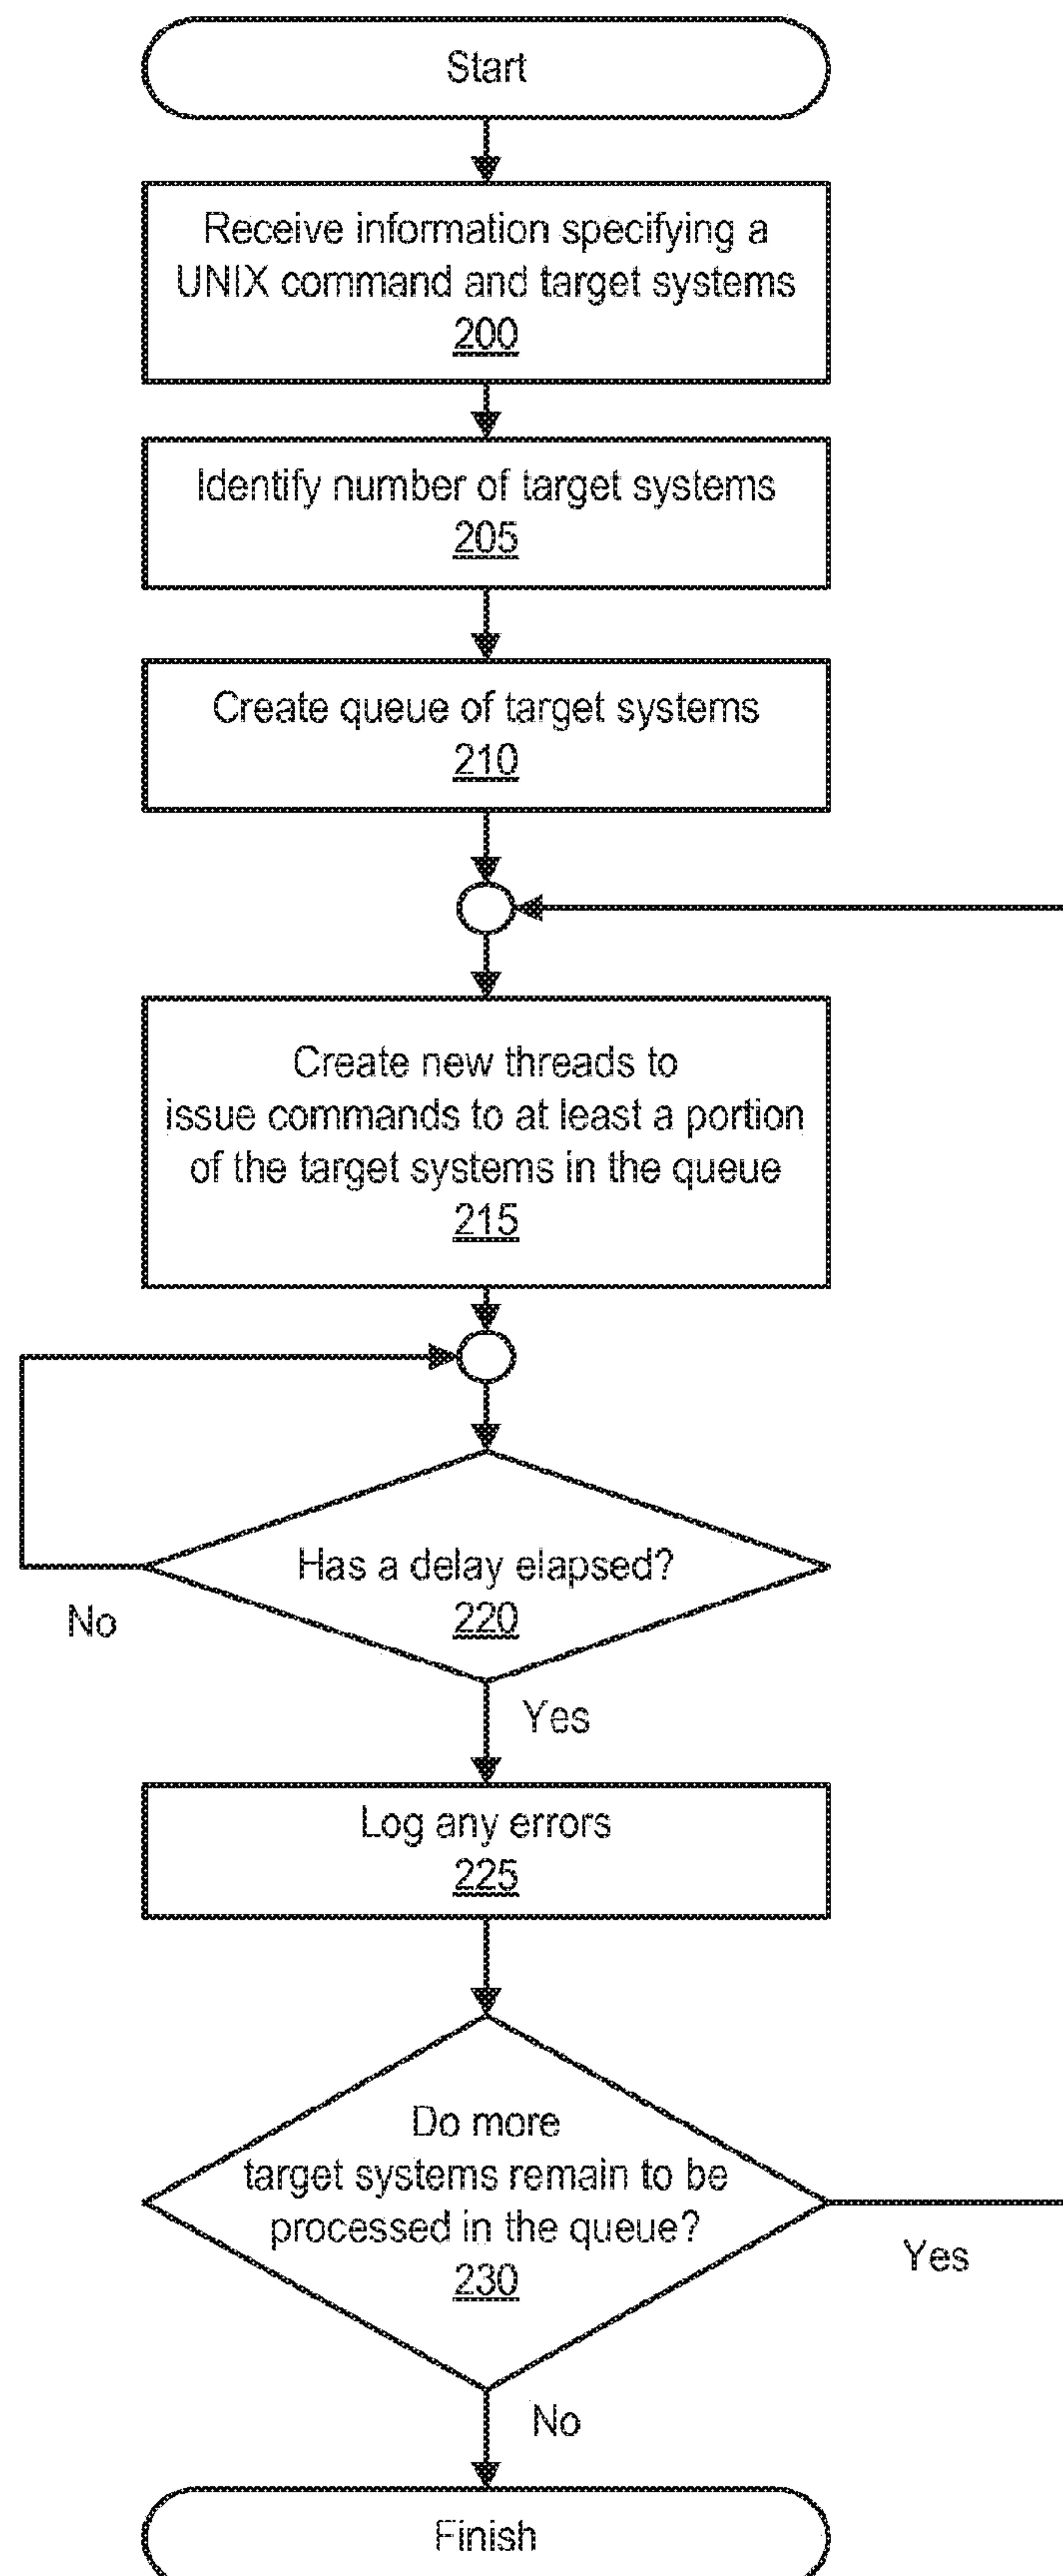 Start
Receive information specifying a
UNIX command and target systems
200
Identify number of target systems
205
Create queue of target systems
210
Create new threads to
issue commands to at least a portion
of the target systems in the queue
215
Has a delay elapsed?
220
No
Yes
Log any errors
225
Do more
target systems remain to be
processed in the queue?
230
Yes
No
Finish